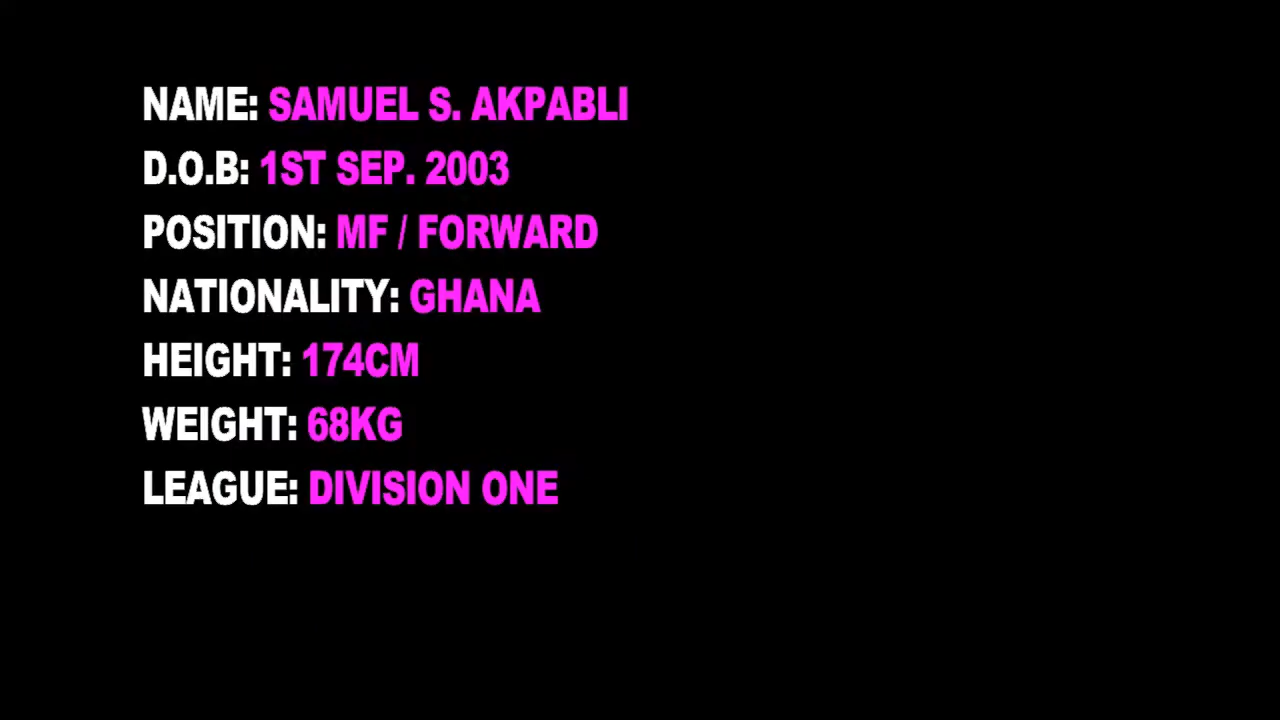 NAME: SAMUEL S. AKPABLI
D.O.B: 1ST SEP. 2003
POSITION: MF / FORWARD
NATIONALITY: GHANA
HEIGHT: 174CM
WEIGHT: 68KG
LEAGUE: DIVISION ONE